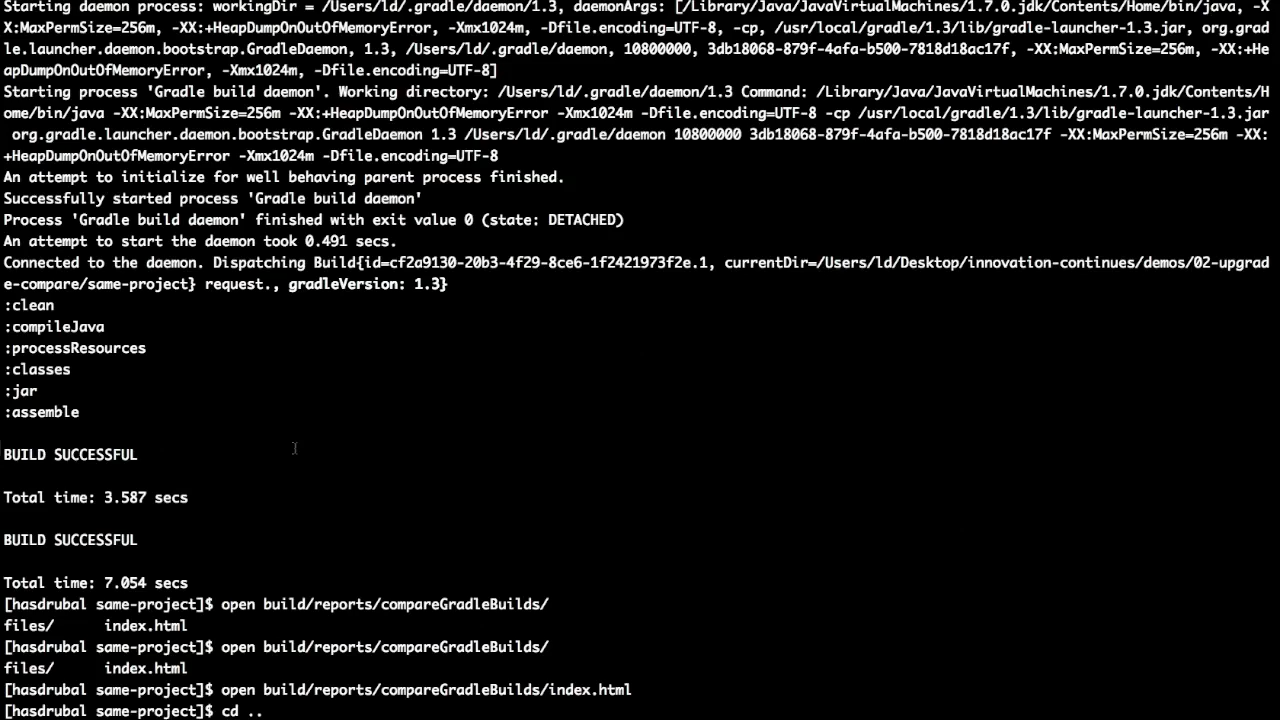 Starting daemon process: workingDir = /Users/ld/.gradle/daemon/1.3, daemonArgs: [/Library/Java/JavaVirtualMachines/1.7.0.jdk/Contents/Home/bin/java, -X
X:MaxPermSize=256m, -XX:+HeapDumpOnOutOfMemoryError, -Xmx1024m, -Dfile.encoding=UTF-8, -cp, /usr/local/gradle/1.3/lib/gradle-launcher-1.3.jar, org.grad
le.launcher.daemon.bootstrap.GradleDaemon, 1.3, /Users/ld/.gradle/daemon, 10800000, 3db18068-879f-4afa-b500-7818d18ac17f, -XX:MaxPermSize=256m, -XX:+He
apDumpOnOutOfMemoryError, -Xmx1024m, -Dfile.encoding=UTF-8]
Starting process 'Gradle build daemon'. Working directory: /Users/ld/.gradle/daemon/1.3 Command: /Library/Java/JavaVirtualMachines/1.7.0.jdk/Contents/H
ome/bin/java -XX:MaxPermSize=256m -XX:+HeapDumpOnOutOfMemoryError -Xmx1024m -Dfile.encoding=UTF-8 -cp /usr/local/gradle/1.3/lib/gradle-launcher-1.3.jar
 org.gradle.launcher.daemon.bootstrap.GradleDaemon 1.3 /Users/ld/.gradle/daemon 10800000 3db18068-879f-4afa-b500-7818d18ac17f -XX:MaxPermSize=256m -XX:
+HeapDumpOnOutOfMemoryError -Xmx1024m -Dfile.encoding=UTF-8
An attempt to initialize for well behaving parent process finished.
Successfully started process 'Gradle build daemon'
Process 'Gradle build daemon' finished with exit value 0 (state: DETACHED)
An attempt to start the daemon took 0.491 secs.
Connected to the daemon. Dispatching Build{id=cf2a9130-20b3-4f29-8ce6-1f2421973f2e.1, currentDir=/Users/ld/Desktop/innovation-continues/demos/02-upgrad
e-compare/same-project} request., gradleVersion: 1.3}
:clean
:compileJava
:processResources
:classes
:jar
:assemble
BUILD SUCCESSFUL
Total time: 3.587 secs
BUILD SUCCESSFUL
Total time: 7.054 secs
[hasdrubal same-project]$ open build/reports/compareGradleBuilds/
files/      index.html
[hasdrubal same-project]$ open build/reports/compareGradleBuilds/
files/      index.html
[hasdrubal same-project]$ open build/reports/compareGradleBuilds/index.html
[hasdrubal same-project]$ cd ..